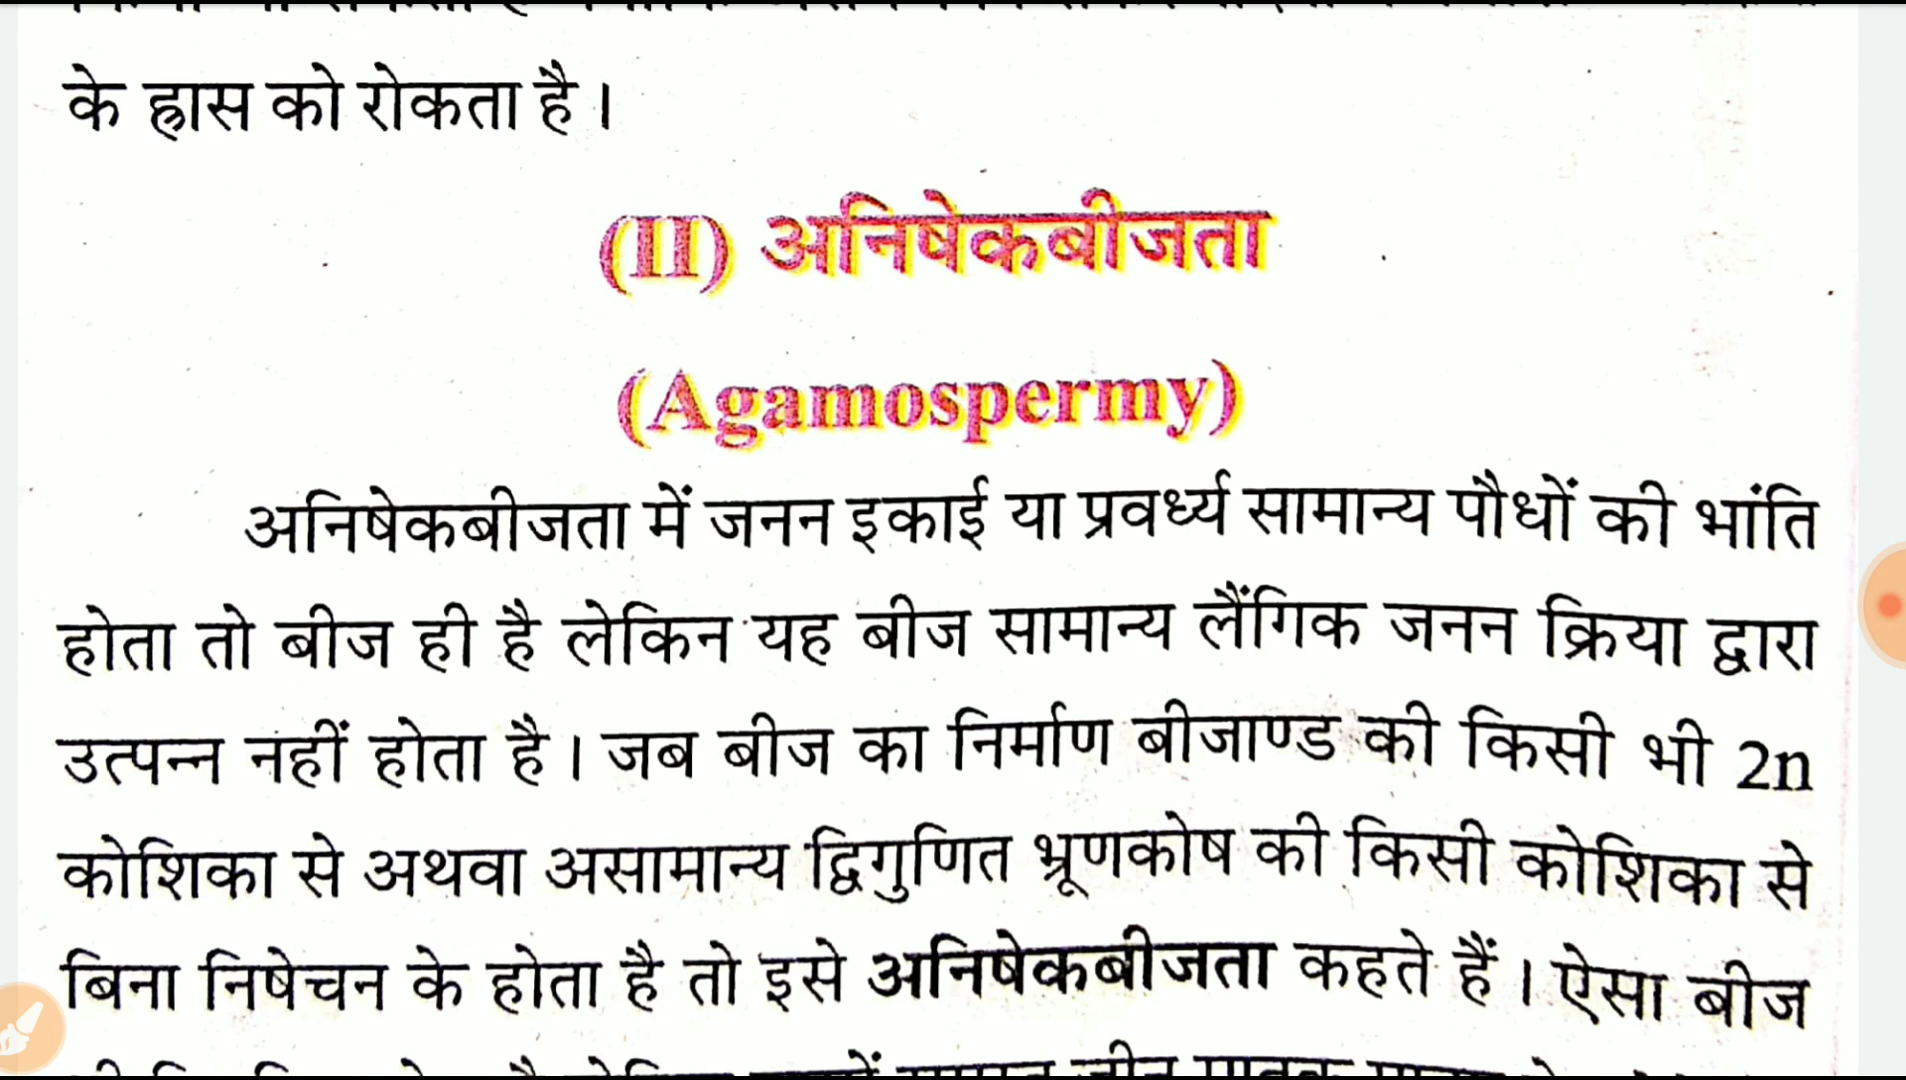 के ह्रास को रोकता है।
(II) अनिषेकबीजता
(Agamospermy)
अनिषेकबीजता में जनन इकाई या प्रवर्ध्य सामान्य पौधों की भांति
होता तो बीज ही है लेकिन यह बीज सामान्य लैंगिक जनन क्रिया द्वारा
उत्पन्न नहीं होता है। जब बीज का निर्माण बीजाण्ड की किसी भी 2n
कोशिका से अथवा असामान्य द्विगुणित भ्रूणकोष की किसी कोशिका से
बिना निषेचन के होता है तो इसे अनिषेकबीजता कहते हैं। ऐसा बीज